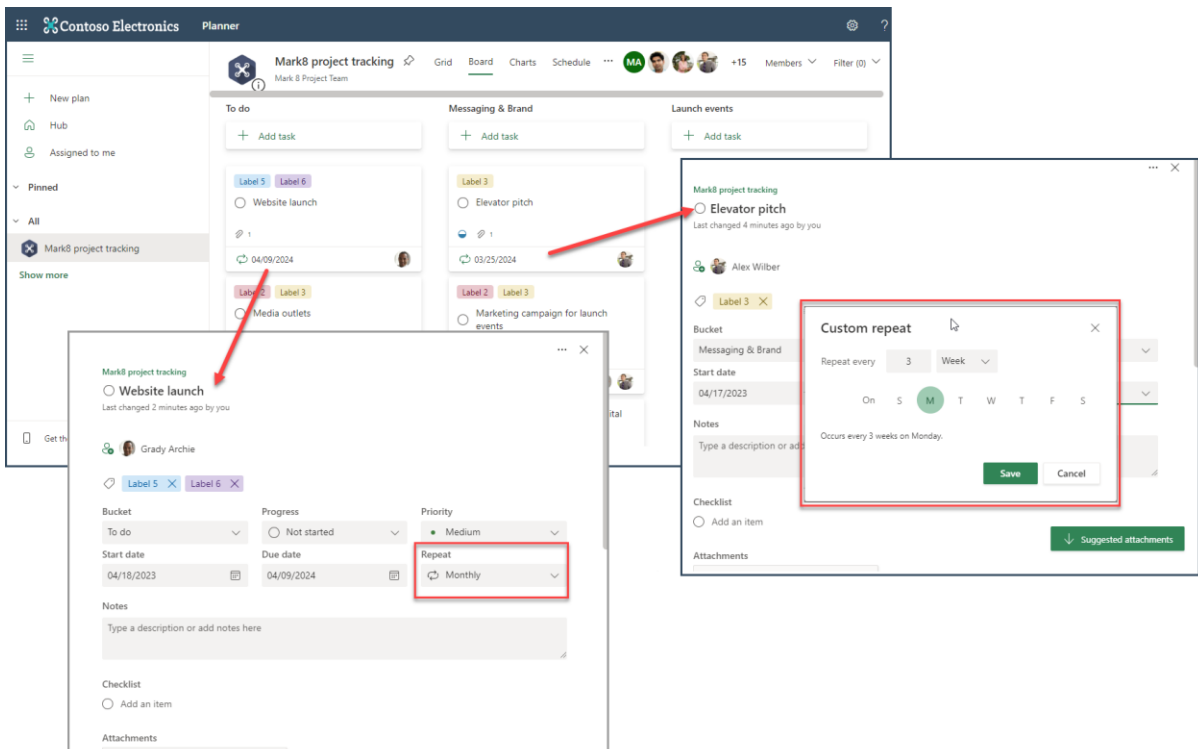 Contoso Electronics Planner ?
Mark8 project tracking
Mark 8 Project Team
Grid Board Charts Schedule ··· MA +15 Members Filter (0)
New plan
Hub
Assigned to me
Pinned
All
Mark8 project tracking
Show more
To do
+ Add task
Label 5 Label 6
Website launch
1
04/09/2024
Label 3
Media outlets
Messaging & Brand
+ Add task
Label 3
Elevator pitch
1
03/25/2024
Label 2 Label 3
Marketing campaign for launch
events
Launch events
+ Add task
Mark8 project tracking
Website launch
Last changed 2 minutes ago by you
Grady Archie
Label 5 Label 6
Bucket Progress Priority
To do Not started Medium
Start date Due date Repeat
04/18/2023 04/09/2024 Monthly
Notes
Type a description or add notes here
Checklist
Add an item
Attachments
Mark8 project tracking
Elevator pitch
Last changed 4 minutes ago by you
Alex Wilber
Label 3
Bucket
Messaging & Brand
Start date
04/17/2023
Notes
Type a description or
Checklist
Add an item
Attachments
Suggested attachments
Custom repeat
Repeat every 3 Week
On S M T W T F S
Occurs every 3 weeks on Monday.
Save Cancel